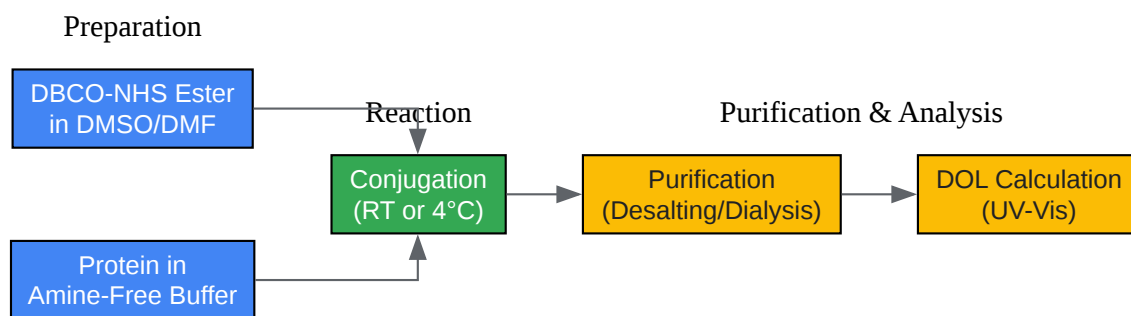 Preparation
DBCO-NHS Ester
in DMSO/DMF
Reaction
Purification & Analysis
Conjugation
(RT or 4°C)
Purification
(Desalting/Dialysis)
DOL Calculation
(UV-Vis)
Protein in
Amine-Free Buffer